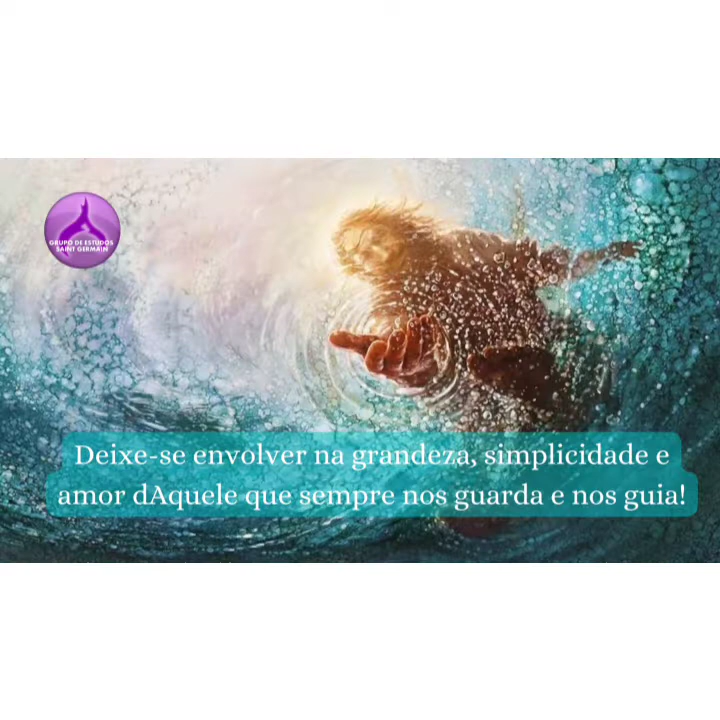 GRUPO DE ESTUDOS
SAINT GERMAIN
Deixe-se envolver na grandeza, simplicidade e
amor dAquele que sempre nos guarda e nos guia!